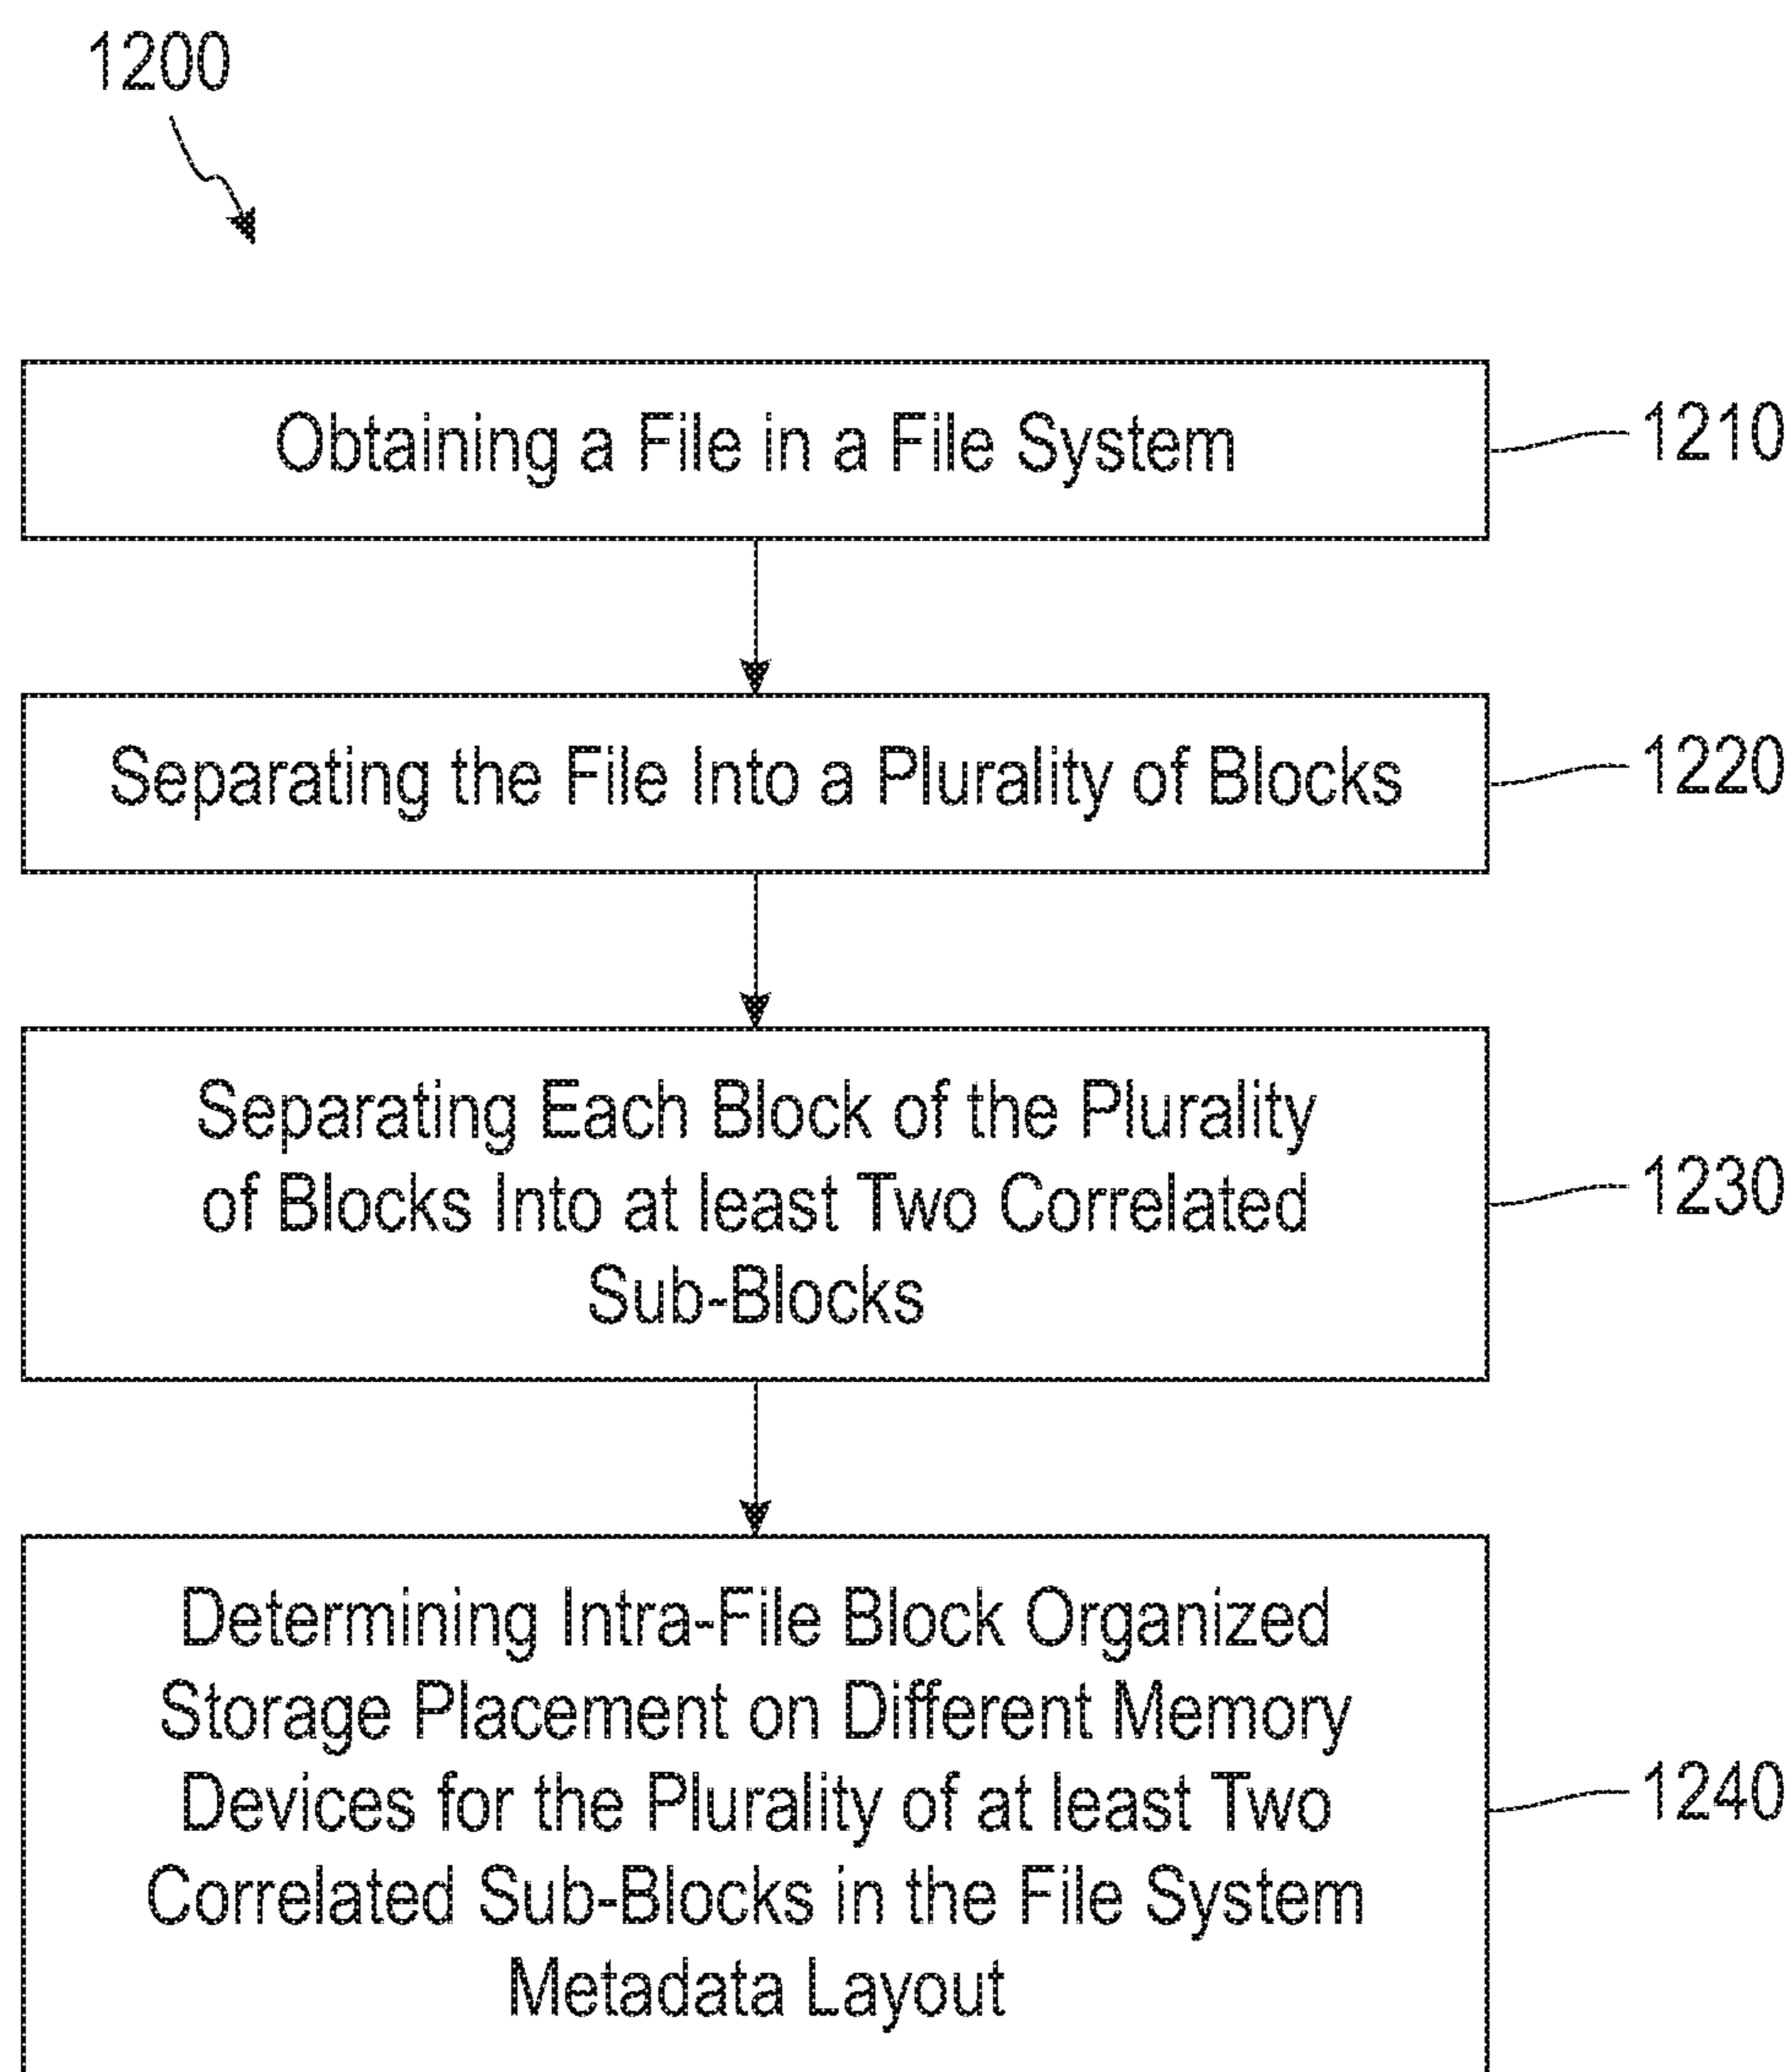 1200
Obtaining a File in a File System
1210
Separating the File Into a Plurality of Blocks
1220
Separating Each Block of the Plurality
of Blocks Into at least Two Correlated
Sub-Blocks
1230
Determining Intra-File Block Organized
Storage Placement on Different Memory
Devices for the Plurality of at least Two
Correlated Sub-Blocks in the File System
Metadata Layout
1240